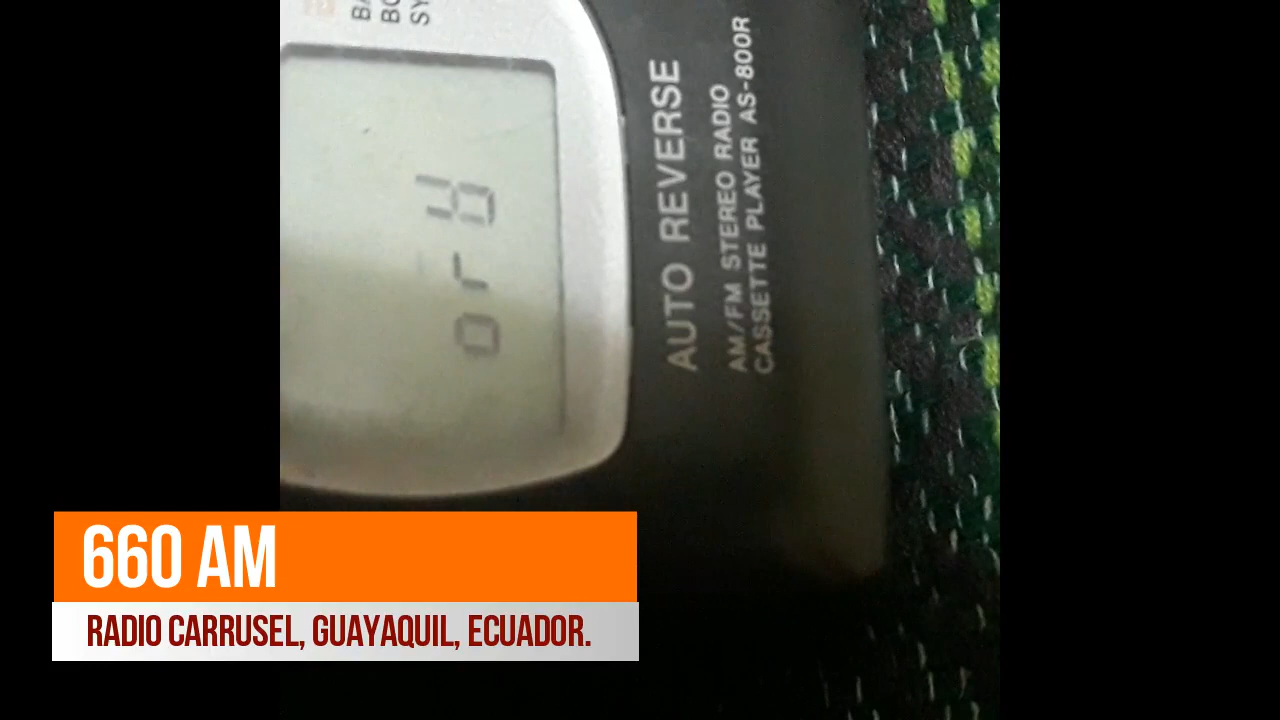 AUTO REVERSE
AM/FM STEREO RADIO
CASSETTE PLAYER AS-800R
660 AM
RADIO CARRUSEL, GUAYAQUIL, ECUADOR.